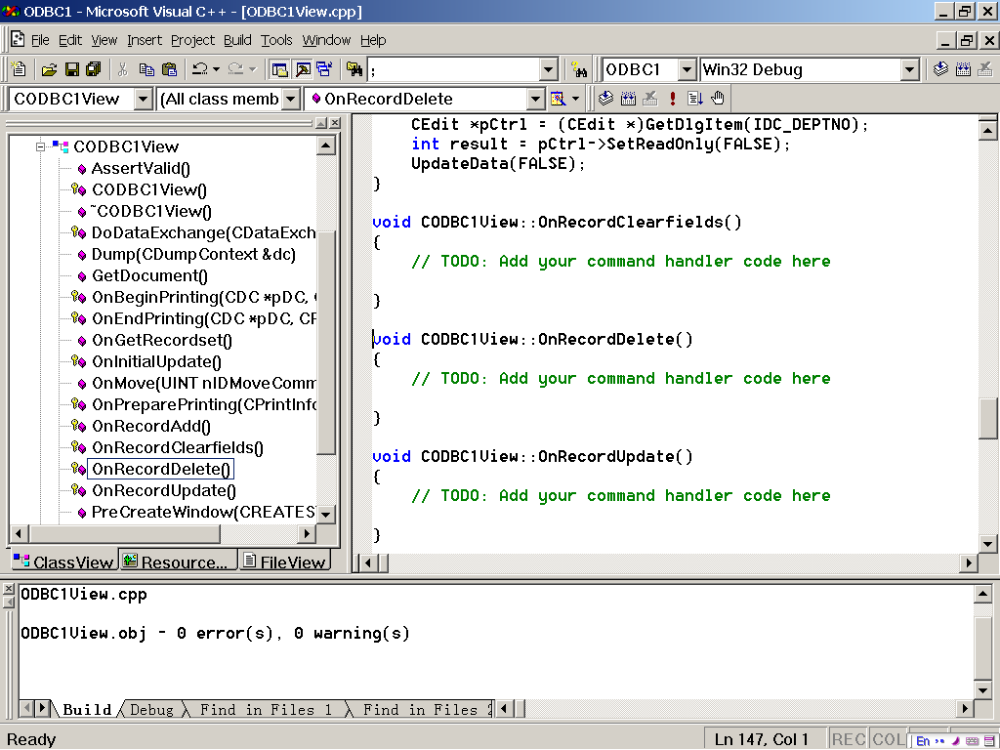 ODBC1 - Microsoft Visual C++ - [ODBC1View.cpp]
File Edit View Insert Project Build Tools Window Help
; ODBC1 Win32 Debug
CODBC1View (All class memb OnRecordDelete
CODBC1View
AssertValid()
CODBC1View()
~CODBC1View()
DoDataExchange(CDataExch
Dump(CDumpContext &dc)
GetDocument()
OnBeginPrinting(CDC *pDC, C
OnEndPrinting(CDC *pDC, CP
OnGetRecordset()
OnInitialUpdate()
OnMove(UINT nIDMoveComm
OnPreparePrinting(CPrintInfo
OnRecordAdd()
OnRecordClearfields()
OnRecordDelete()
OnRecordUpdate()
PreCreateWindow(CREATES
ClassView Resource... FileView
CEdit *pCtrl = (CEdit *)GetDlgItem(IDC_DEPTNO);
int result = pCtrl->SetReadOnly(FALSE);
UpdateData(FALSE);
}
void CODBC1View::OnRecordClearfields()
{
// TODO: Add your command handler code here
}
void CODBC1View::OnRecordDelete()
{
// TODO: Add your command handler code here
}
void CODBC1View::OnRecordUpdate()
{
// TODO: Add your command handler code here
}
ODBC1View.cpp
ODBC1View.obj - 0 error(s), 0 warning(s)
Build Debug Find in Files 1 Find in Files 2
Ready Ln 147, Col 1 REC COL En